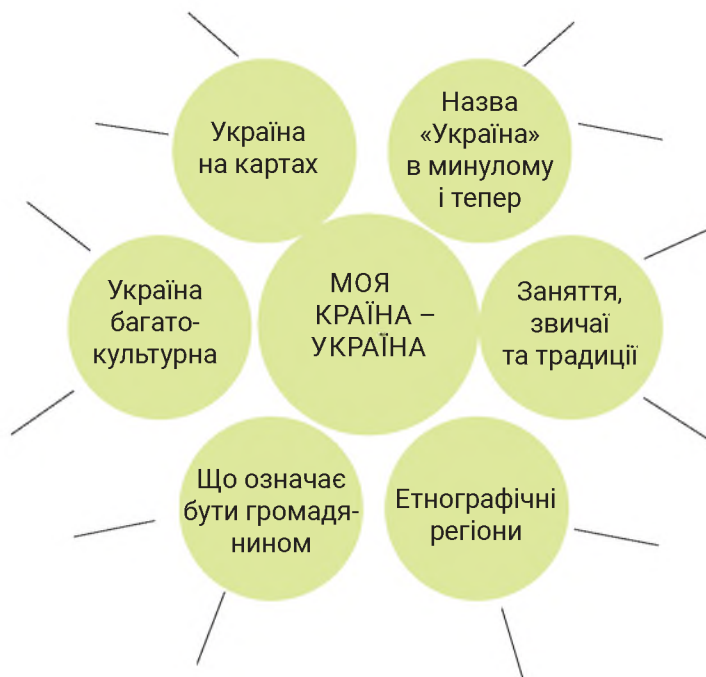 Україна
на картах
Назва
«Україна»
в минулому
і тепер
Україна
багато-
культурна
МОЯ
КРАЇНА –
УКРАЇНА
Заняття,
звичаї
та традиції
Що означає
бути громадя-
нином
Етнографічні
регіони